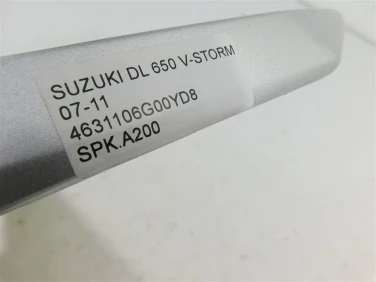 SUZUKI DL 650 V-STORM
07-11
4631106G00YD8
SPK.A200